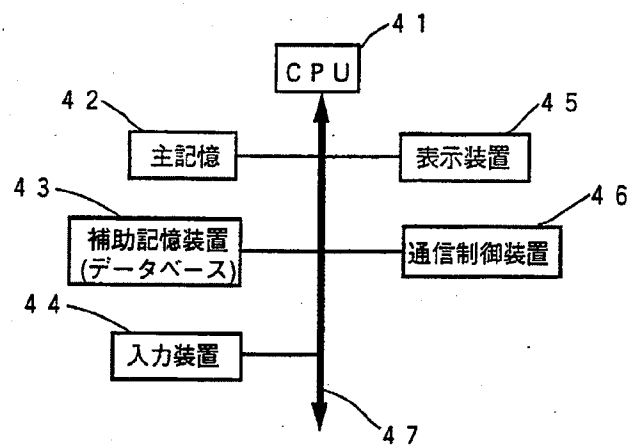 41
CPU
42
主記憶
45
表示装置
43
補助記憶装置
(データベース)
46
通信制御装置
44
入力装置
47